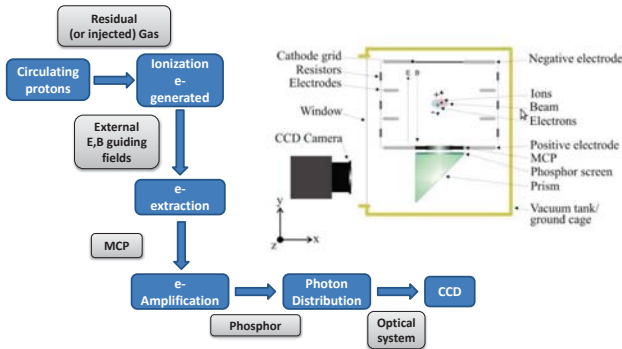 Residual
(or injected) Gas
Circulating
protons
Ionization
e-
generated
External
E,B guiding
fields
e-
extraction
MCP
e-
Amplification
Photon
Distribution
CCD
Phosphor
Optical
system
Cathode grid
Resistors
Electrodes
Window
CCD Camera
E B
Negative electrode
Ions
Beam
Electrons
Positive electrode
MCP
Phosphor screen
Prism
Vacuum tank/
ground cage
y
z
x